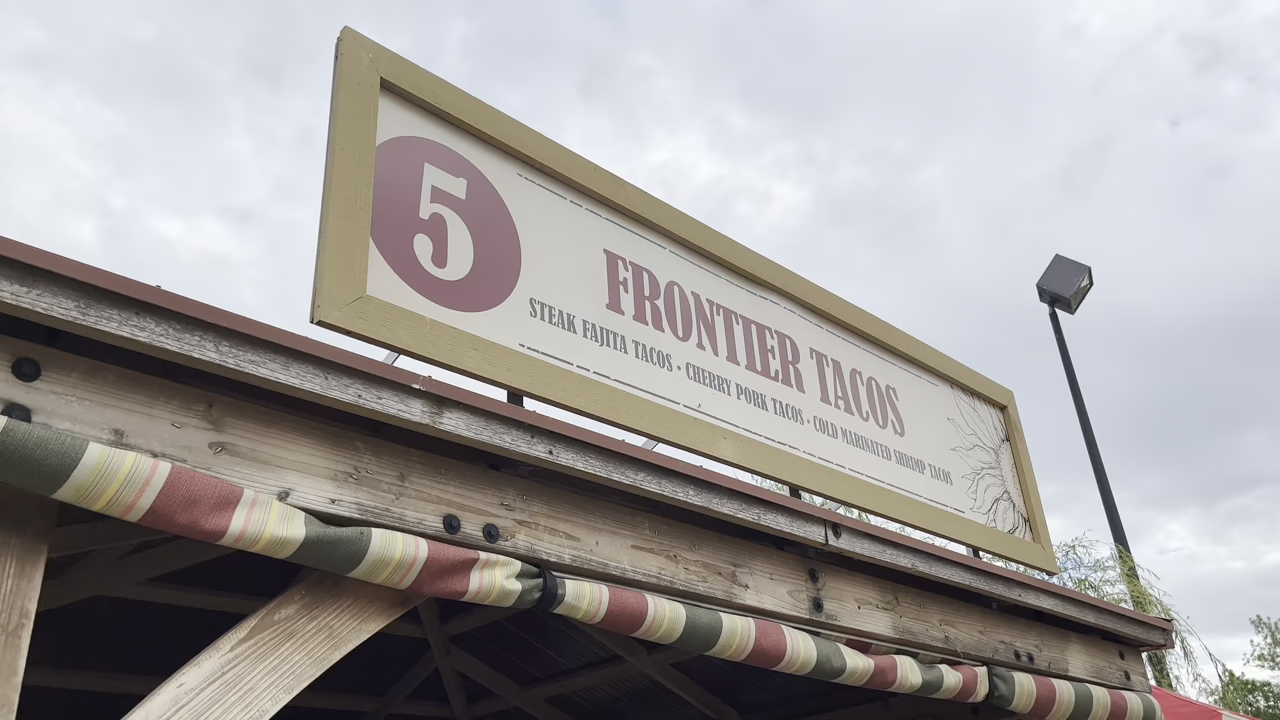 5
FRONTIER TACOS
STEAK FAJITA TACOS • CHERRY PORK TACOS • COLD MARINATED SHRIMP TACOS